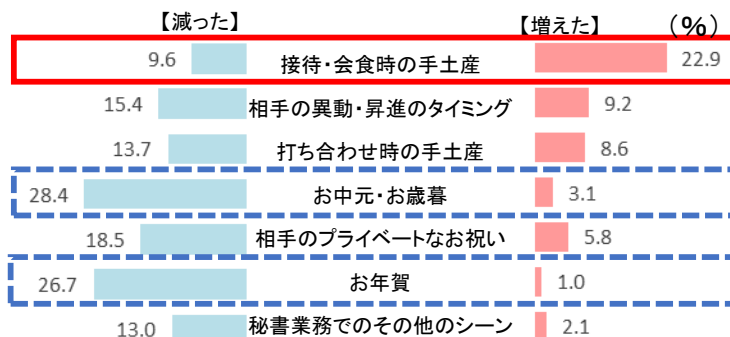 【減った】 【増えた】 (%)
9.6 接待・会食時の手土産 22.9
15.4 相手の異動・昇進のタイミング 9.2
13.7 打ち合わせ時の手土産 8.6
28.4 お中元・お歳暮 3.1
18.5 相手のプライベートなお祝い 5.8
26.7 お年賀 1.0
13.0 秘書業務でのその他のシーン 2.1